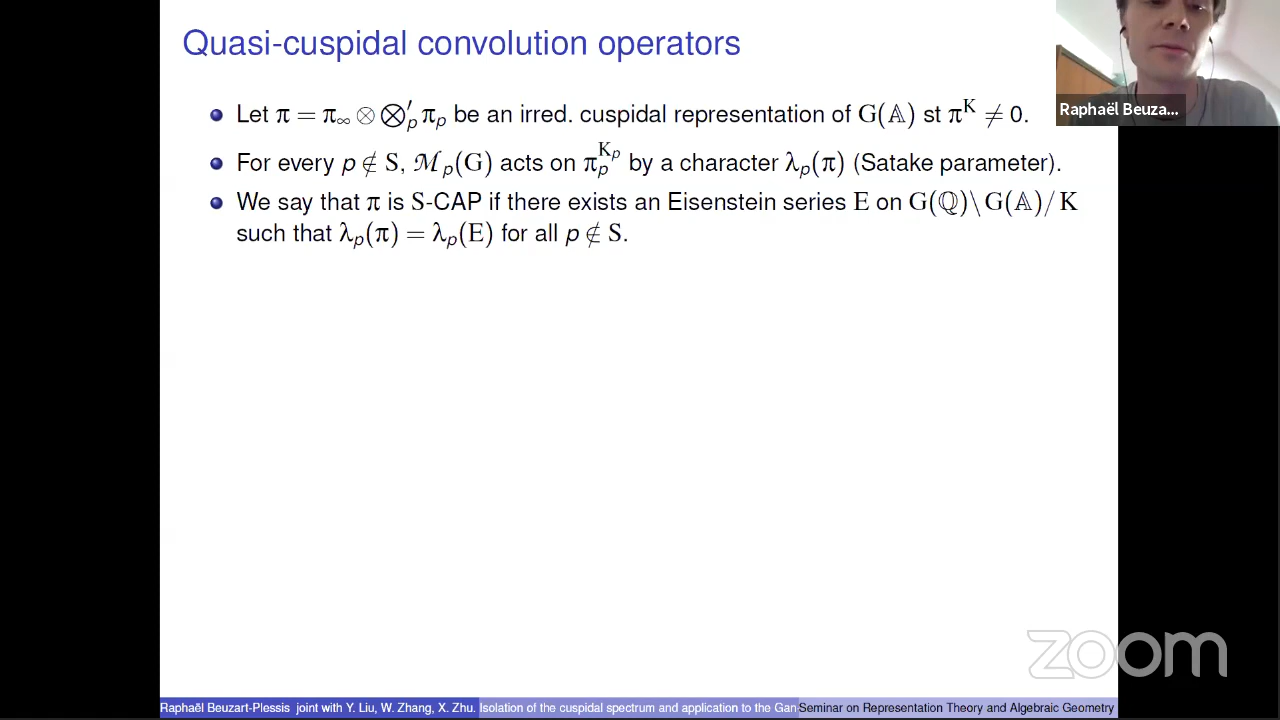 Quasi-cuspidal convolution operators
Raphaël Beuza...
Let π = π∞ ⊗ ⨂′p πp be an irred. cuspidal representation of G(𝔸) st π^K ≠ 0.
For every p ∉ S, ℳp(G) acts on πp^Kp by a character λp(π) (Satake parameter).
We say that π is S-CAP if there exists an Eisenstein series E on G(ℚ)\G(𝔸)/K
such that λp(π) = λp(E) for all p ∉ S.
zoom
Raphaël Beuzart-Plessis joint with Y. Liu, W. Zhang, X. Zhu. Isolation of the cuspidal spectrum and application to the Gan Seminar on Representation Theory and Algebraic Geometry